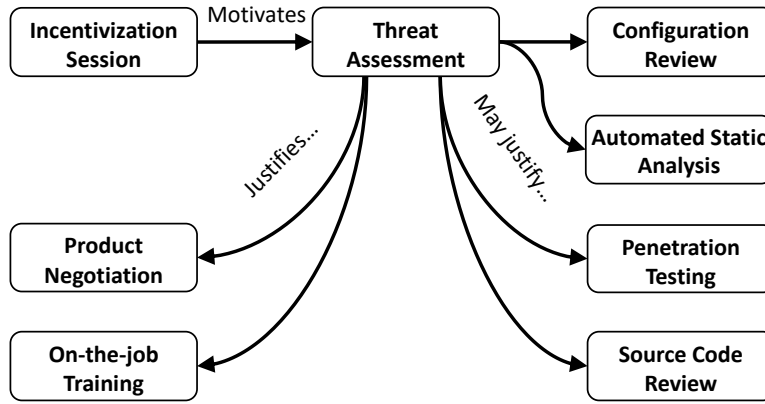 Incentivization
Session
Motivates
Threat
Assessment
Configuration
Review
Automated Static
Analysis
Justifies...
May justify...
Product
Negotiation
Penetration
Testing
On-the-job
Training
Source Code
Review